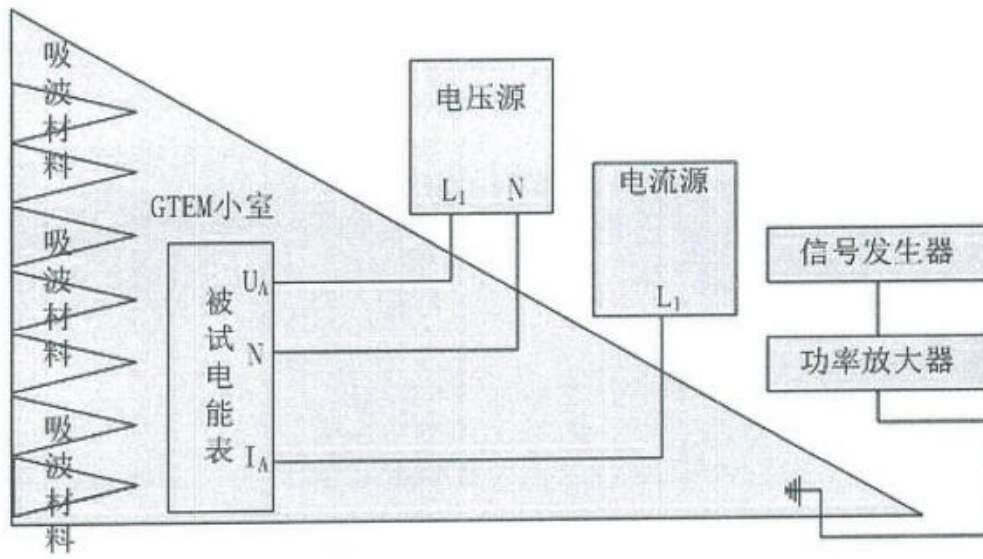 吸波材料
吸波材料
吸波材料
GTEM小室
被试电能表
U_A
N
I_A
电压源
L₁ N
电流源
L₁
信号发生器
功率放大器